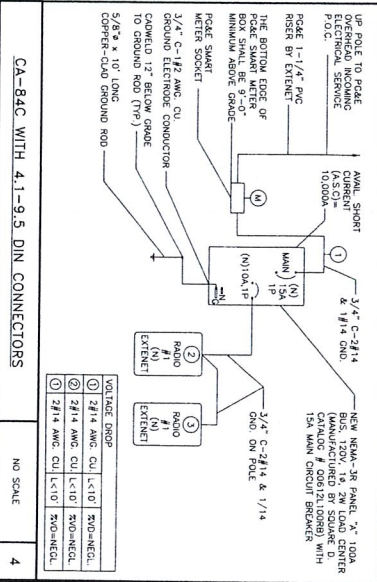 UP POLE TO PG&E
OVERHEAD INCOMING
ELECTRICAL SERVICE
P.O.C.
PG&E 1-1/4" PVC
RISER BY EXTENET
THE BOTTOM EDGE OF
PG&E SMART METER
BOX SHALL BE 9'-0"
MINIMUM ABOVE GRADE
PG&E SMART
METER SOCKET
3/4" C-1#2 AWG. CU.
GROUND ELECTRODE CONDUCTOR
CADWELD 12" BELOW GRADE
TO GROUND ROD (TYP.)
5/8"ø x 10' LONG
COPPER-CLAD GROUND ROD
AVAIL. SHORT
CURRENT
(A.S.C)=
10,000A
M
1
3/4" C-2#14
& 1#14 GND.
MAIN
(N)
15A
1P
(N)10A,1P
N
G
NEW NEMA-3R PANEL "A" 100A
BUS, 120V, 1ø, 2W LOAD CENTER
(MANUFACTURED BY SQUARE D,
CATALOG # Q0612L100RB) WITH
15A MAIN CIRCUIT BREAKER
2
RADIO
#1
(N)
EXTENET
3
RADIO
#1
(N)
EXTENET
3/4" C-2#14 & 1/14
GND. ON POLE
VOLTAGE DROP
1 2#14 AWG. CU. L<10' %VD=NEGL.
2 2#14 AWG. CU. L<10' %VD=NEGL.
1 2#14 AWG. CU. L<10' %VD=NEGL.
CA-84C WITH 4.1-9.5 DIN CONNECTORS
NO SCALE
4